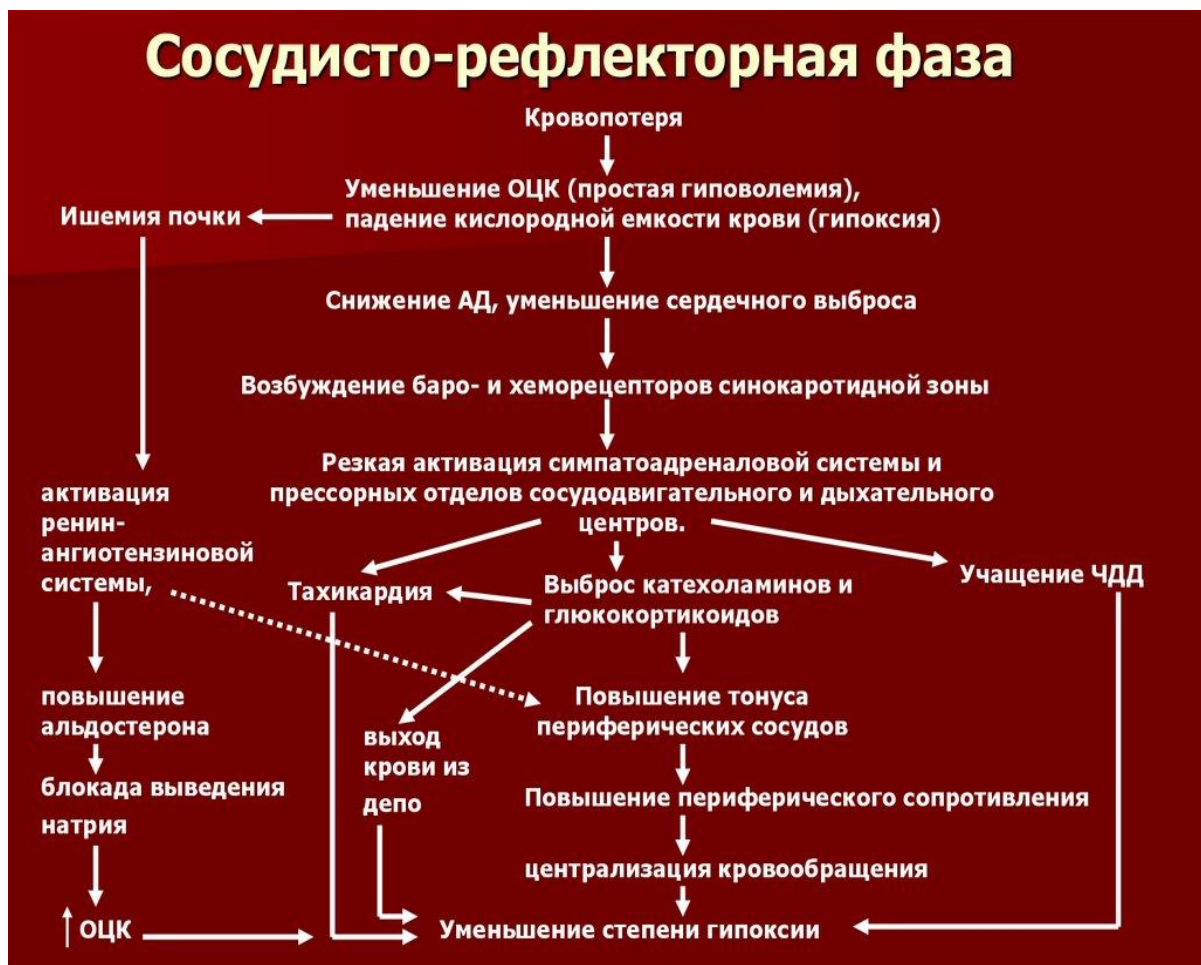 Сосудисто-рефлекторная фаза
Кровопотеря
Уменьшение ОЦК (простая гиповолемия),
падение кислородной емкости крови (гипоксия)
Ишемия почки
Снижение АД, уменьшение сердечного выброса
Возбуждение баро- и хеморецепторов синокаротидной зоны
Резкая активация симпатоадреналовой системы и
прессорных отделов сосудодвигательного и дыхательного
центров.
активация
ренин-
ангиотензиновой
системы,
Тахикардия
Выброс катехоламинов и
глюкокортикоидов
Учащение ЧДД
повышение
альдостерона
Повышение тонуса
периферических сосудов
выход
крови из
депо
блокада выведения
натрия
Повышение периферического сопротивления
централизация кровообращения
↑ ОЦК
Уменьшение степени гипоксии